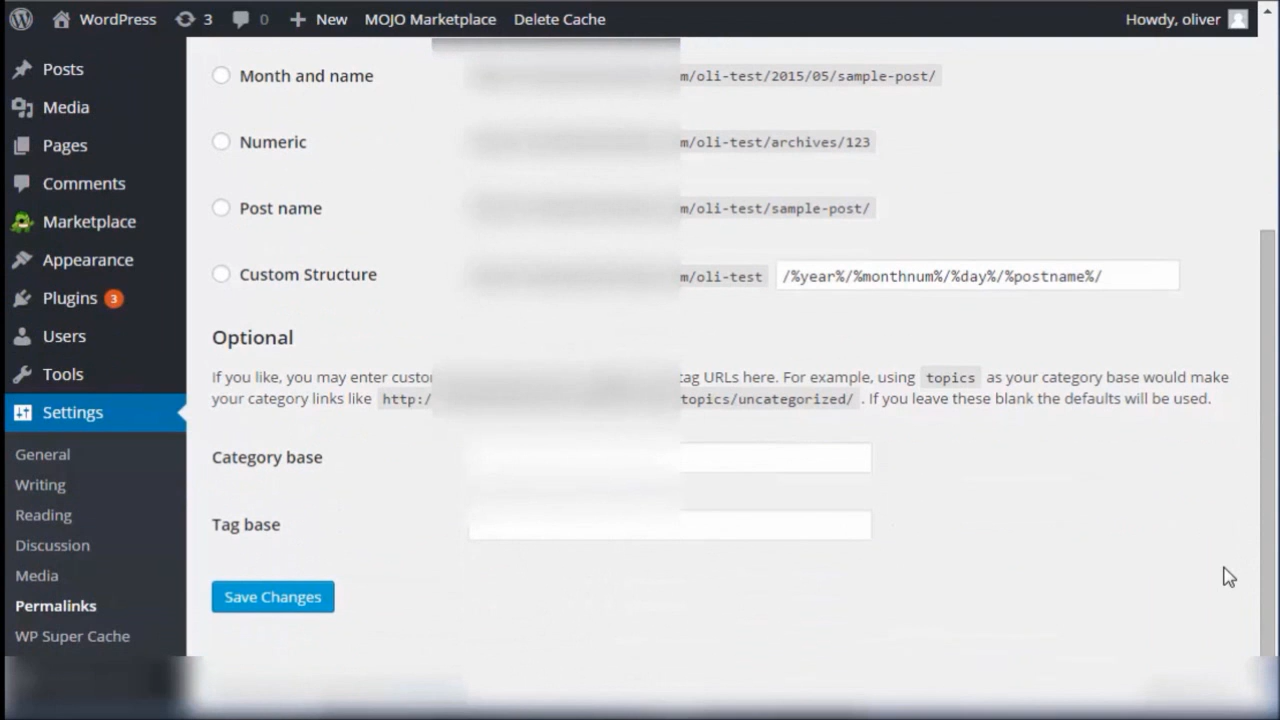 WordPress 3 0 New MOJO Marketplace Delete Cache Howdy, oliver
Posts
Media
Pages
Comments
Marketplace
Appearance
Plugins 3
Users
Tools
Settings
General
Writing
Reading
Discussion
Media
Permalinks
WP Super Cache
Month and name m/oli-test/2015/05/sample-post/
Numeric m/oli-test/archives/123
Post name m/oli-test/sample-post/
Custom Structure m/oli-test /%year%/%monthnum%/%day%/%postname%/
Optional
If you like, you may enter tag URLs here. For example, using topics as your category base would make
your category links like http:/ topics/uncategorized/ . If you leave these blank the defaults will be used.
Category base
Tag base
Save Changes